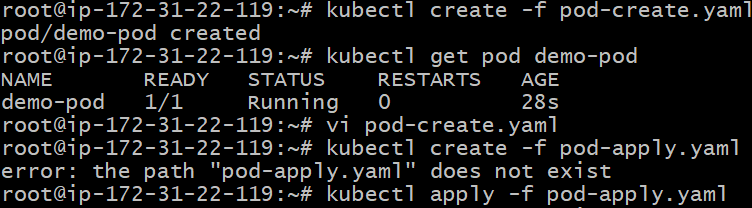 root@ip-172-31-22-119:~# kubectl create -f pod-create.yaml
pod/demo-pod created
root@ip-172-31-22-119:~# kubectl get pod demo-pod
NAME READY STATUS RESTARTS AGE
demo-pod 1/1 Running 0 28s
root@ip-172-31-22-119:~# vi pod-create.yaml
root@ip-172-31-22-119:~# kubectl create -f pod-apply.yaml
error: the path "pod-apply.yaml" does not exist
root@ip-172-31-22-119:~# kubectl apply -f pod-apply.yaml